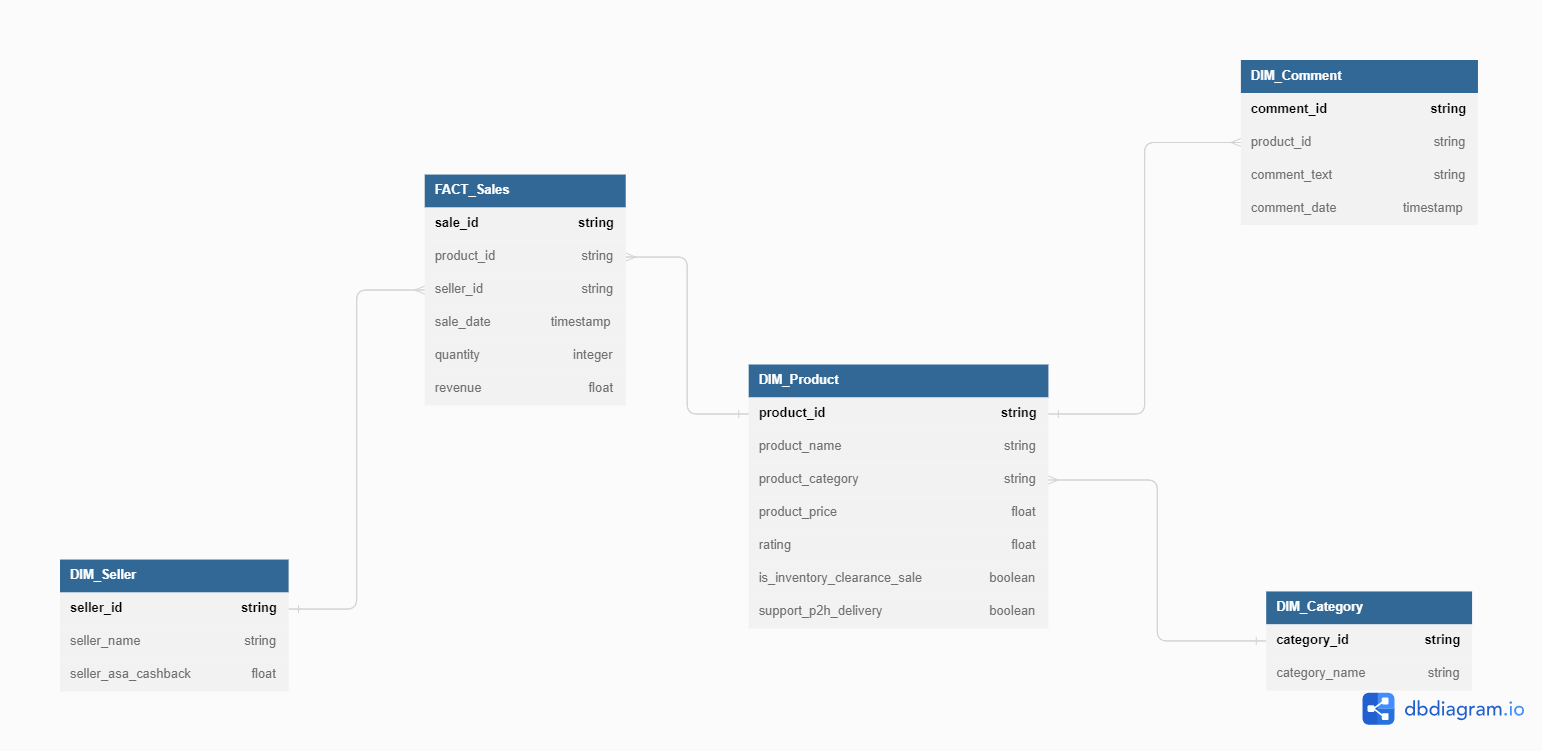 DIM_Comment
comment_id string
product_id string
comment_text string
comment_date timestamp
FACT_Sales
sale_id string
product_id string
seller_id string
sale_date timestamp
quantity integer
revenue float
DIM_Product
product_id string
product_name string
product_category string
product_price float
rating float
is_inventory_clearance_sale boolean
support_p2h_delivery boolean
DIM_Seller
seller_id string
seller_name string
seller_asa_cashback float
DIM_Category
category_id string
category_name string
dbdiagram.io